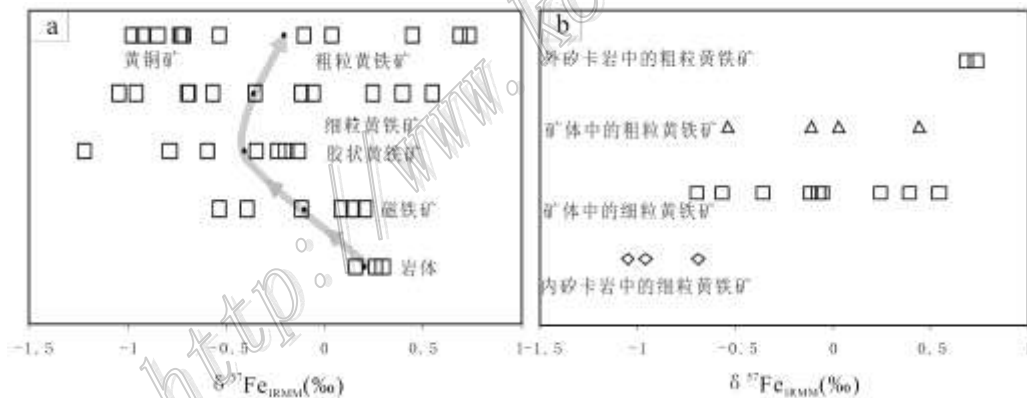 a
黄铜矿 粗粒黄铁矿
细粒黄铁矿
胶状黄铁矿
磁铁矿
岩体
-1.5 -1 -0.5 0 0.5 1
δ 57FeIRMM(‰)
b
外矽卡岩中的粗粒黄铁矿
矿体中的粗粒黄铁矿
矿体中的细粒黄铁矿
内矽卡岩中的细粒黄铁矿
-1.5 -1 -0.5 0 0.5
δ 57FeIRMM(‰)
http://www.